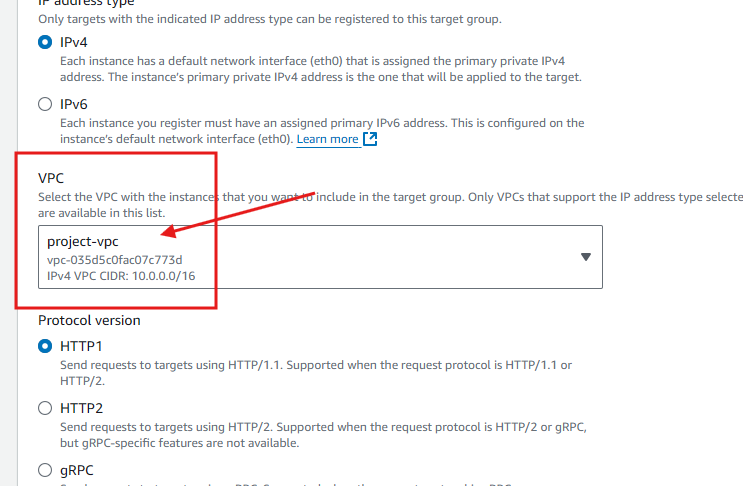 IP address type
Only targets with the indicated IP address type can be registered to this target group.
IPv4
Each instance has a default network interface (eth0) that is assigned the primary private IPv4
address. The instance's primary private IPv4 address is the one that will be applied to the target.
IPv6
Each instance you register must have an assigned primary IPv6 address. This is configured on the
instance's default network interface (eth0). Learn more
VPC
Select the VPC with the instances that you want to include in the target group. Only VPCs that support the IP address type selecte
are available in this list.
project-vpc
vpc-035d5c0fac07c773d
IPv4 VPC CIDR: 10.0.0.0/16
Protocol version
HTTP1
Send requests to targets using HTTP/1.1. Supported when the request protocol is HTTP/1.1 or
HTTP/2.
HTTP2
Send requests to targets using HTTP/2. Supported when the request protocol is HTTP/2 or gRPC,
but gRPC-specific features are not available.
gRPC